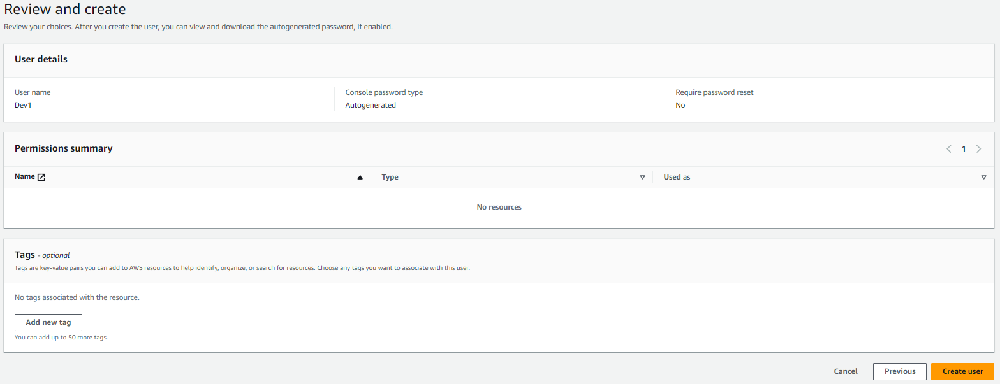 Review and create
Review your choices. After you create the user, you can view and download the autogenerated password, if enabled.
User details
User name
Dev1
Console password type
Autogenerated
Require password reset
No
Permissions summary
1
Name
Type
Used as
No resources
Tags - optional
Tags are key-value pairs you can add to AWS resources to help identify, organize, or search for resources. Choose any tags you want to associate with this user.
No tags associated with the resource.
Add new tag
You can add up to 50 more tags.
Cancel
Previous
Create user